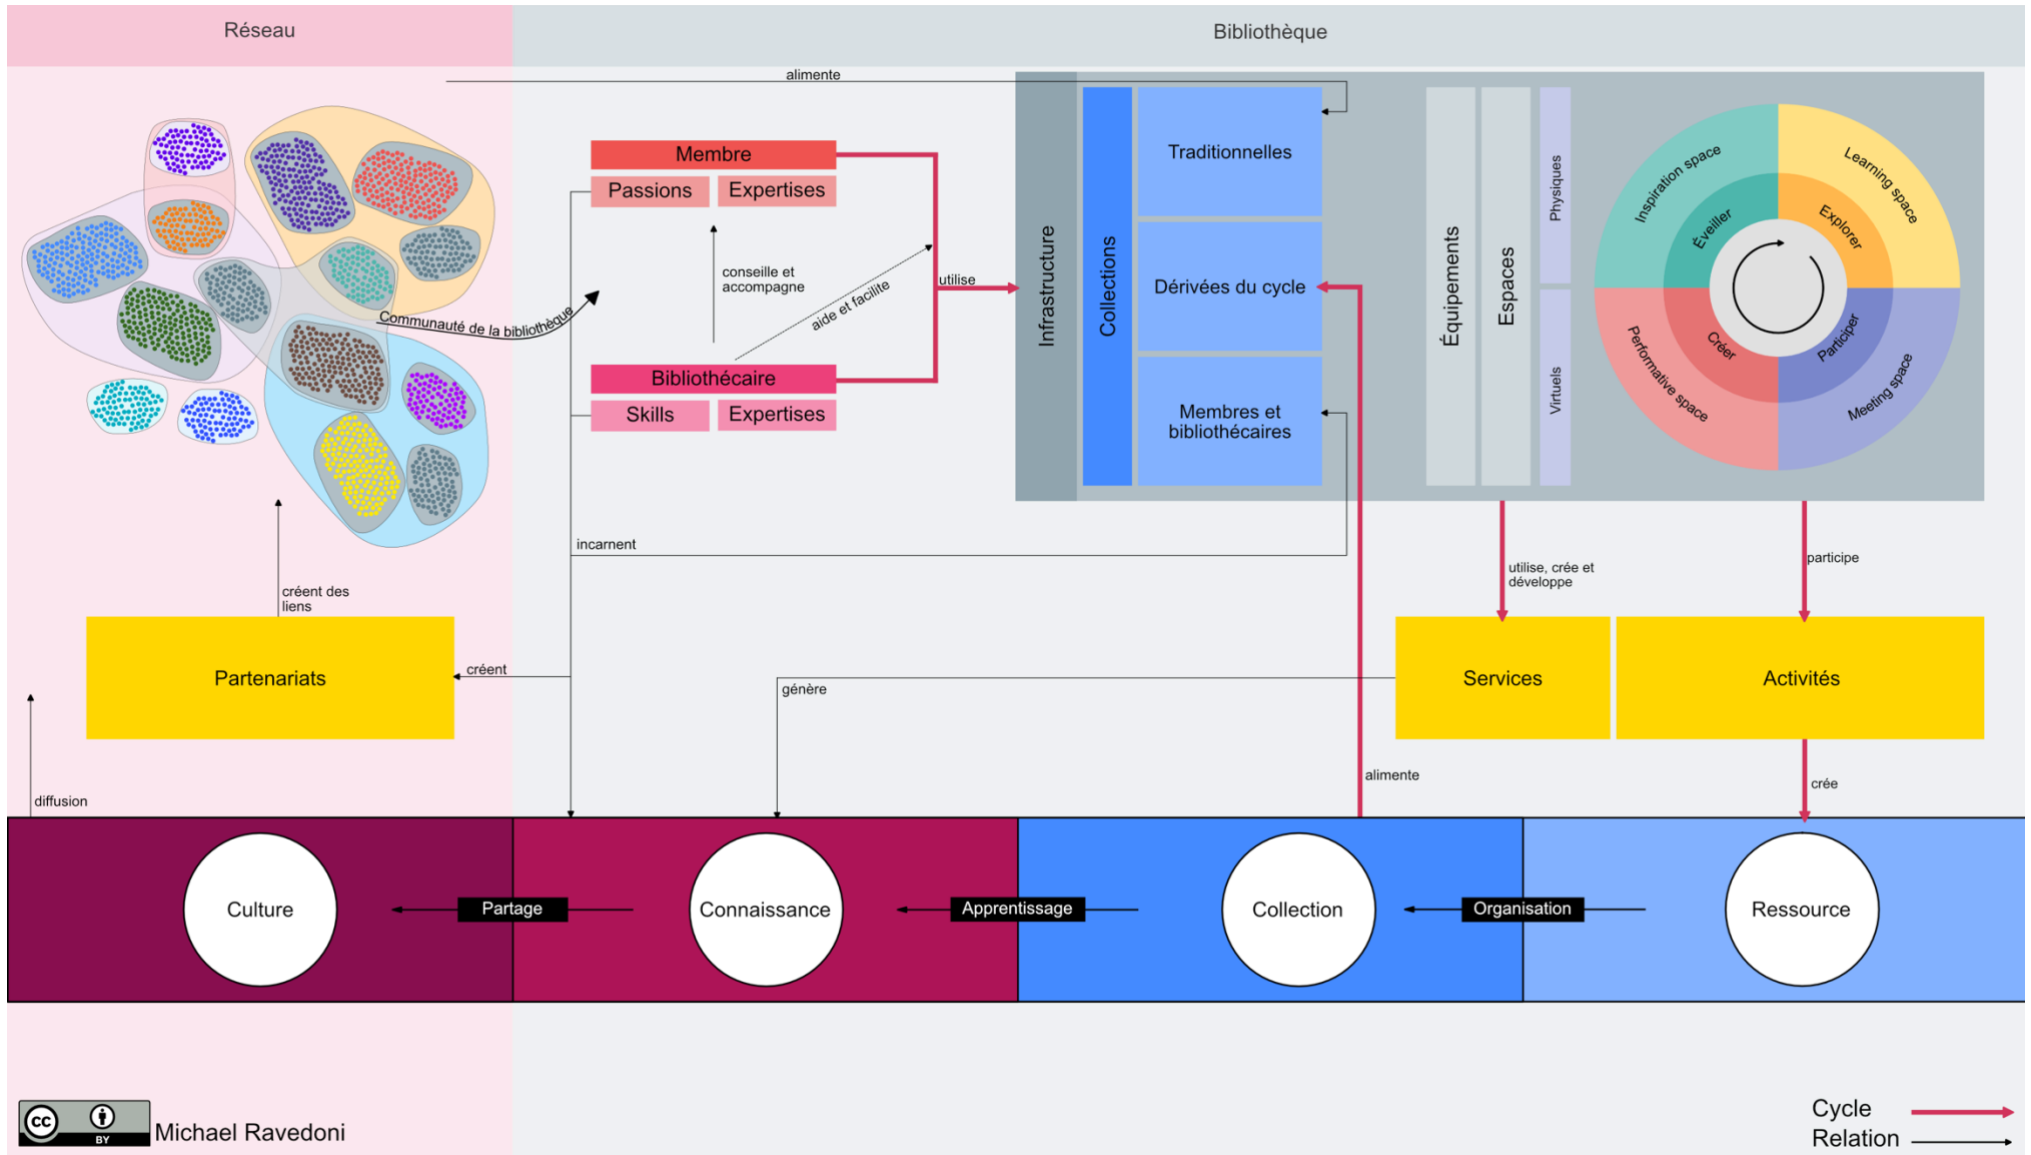 Réseau
Bibliothèque
alimente
Membre
Passions
Expertises
conseille et
accompagne
aide et facilite
utilise
Communauté de la bibliothèque
Bibliothécaire
Skills
Expertises
Infrastructure
Collections
Traditionnelles
Dérivées du cycle
Membres et
bibliothécaires
Équipements
Espaces
Physiques
Virtuels
Inspiration space
Learning space
Éveiller
Explorer
Créer
Participer
Performative space
Meeting space
incarnent
créent des
liens
utilise, crée et
développe
participe
Partenariats
créent
génère
Services
Activités
diffusion
alimente
crée
Culture
Partage
Connaissance
Apprentissage
Collection
Organisation
Ressource
cc
BY
Michael Ravedoni
Cycle
Relation